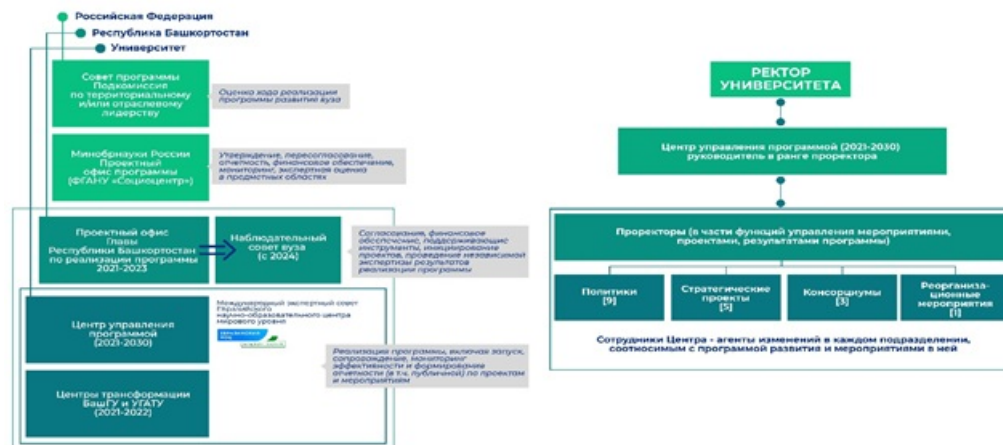 Российская Федерация
Республика Башкортостан
Университет
Совет программы
Подкомиссия
по территориальному
и/или отраслевому
лидерству
Оценка хода реализации
программы развития вуза
Минобрнауки России
Проектный
офис программы
(ФГАНУ «Социоцентр»)
Утверждение, пересогласование,
отчетность, финансовое обеспечение,
мониторинг, экспертная оценка
в предметных областях
Проектный офис
Главы
Республики Башкортостан
по реализации программы
2021-2023
Наблюдательный
совет вуза
(с 2024)
Согласование, финансовое
обеспечение, поддерживающие
инструменты, инициирование
проектов, проведение независимой
экспертизы результатов
реализации программы
Центр управления
программой
(2021-2030)
Международный экспертный совет
Евразийского
научно-образовательного центра
мирового уровня
Центры трансформации
БашГУ и УГАТУ
(2021-2022)
Реализация программы, включая запуск,
сопровождение, мониторинг
эффективности и формирование
отчетности (в т.ч. публичной) по проектам
и мероприятиям
РЕКТОР
УНИВЕРСИТЕТА
Центр управления программой (2021-2030)
руководитель в ранге проректора
Проректоры (в части функций управления мероприятиями,
проектами, результатами программы)
Политики
[9]
Стратегические
проекты
[5]
Консорциумы
[3]
Реорганиза-
ционные
мероприятия
[1]
Сотрудники Центра - агенты изменений в каждом подразделении,
соотносимым с программой развития и мероприятиями в ней